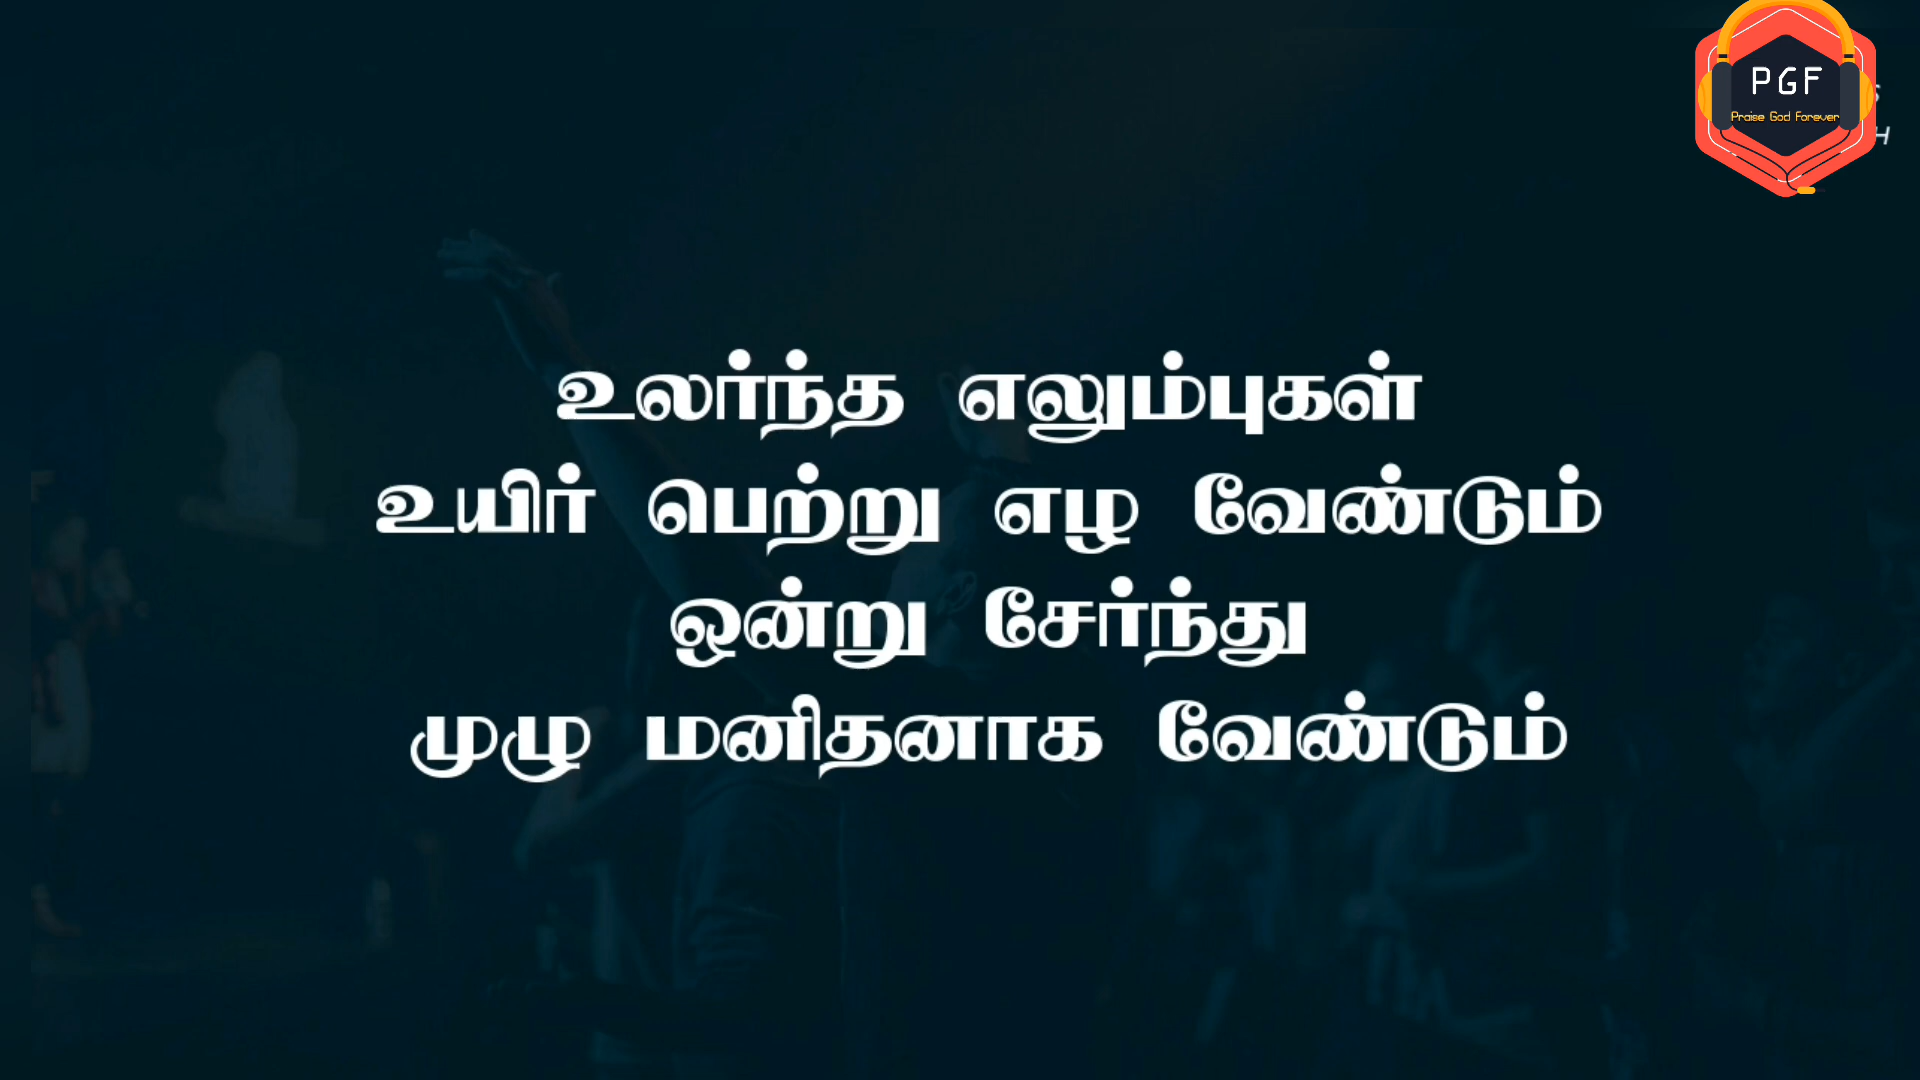 PGF
Praise God Forever
உலர்ந்த எலும்புகள்
உயிர் பெற்று எழ வேண்டும்
ஒன்று சேர்ந்து
முழு மனிதனாக வேண்டும்